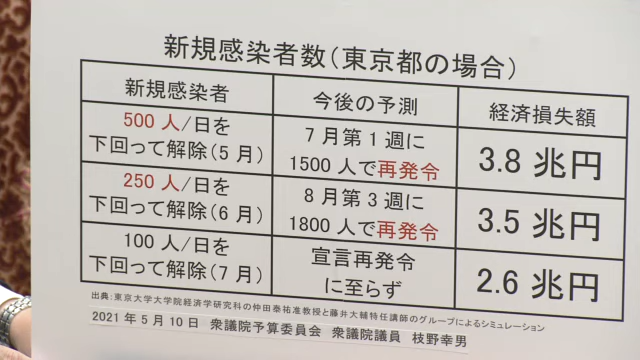 新規感染者数（東京都の場合）
新規感染者 今後の予測 経済損失額
500人/日を
下回って解除（5月）
7月第1週に
1500人で再発令
3.8兆円
250人/日を
下回って解除（6月）
8月第3週に
1800人で再発令
3.5兆円
100人/日を
下回って解除（7月）
宣言再発令
に至らず
2.6兆円
出典：東京大学大学院経済学研究科の仲田泰祐准教授と藤井大輔特任講師のグループによるシミュレーション
2021年5月10日 衆議院予算委員会 衆議院議員 枝野幸男